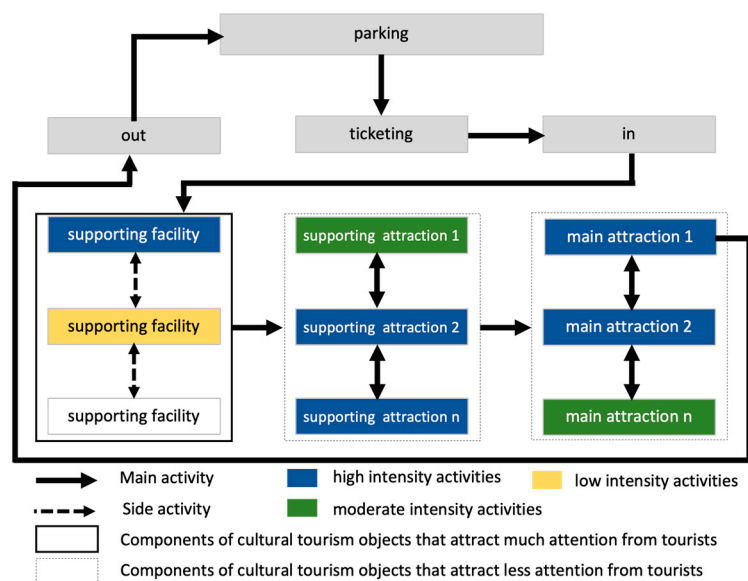 parking
out
ticketing
in
supporting facility
supporting attraction 1
main attraction 1
supporting facility
supporting attraction 2
main attraction 2
supporting facility
supporting attraction n
main attraction n
Main activity
high intensity activities
low intensity activities
Side activity
moderate intensity activities
Components of cultural tourism objects that attract much attention from tourists
Components of cultural tourism objects that attract less attention from tourists